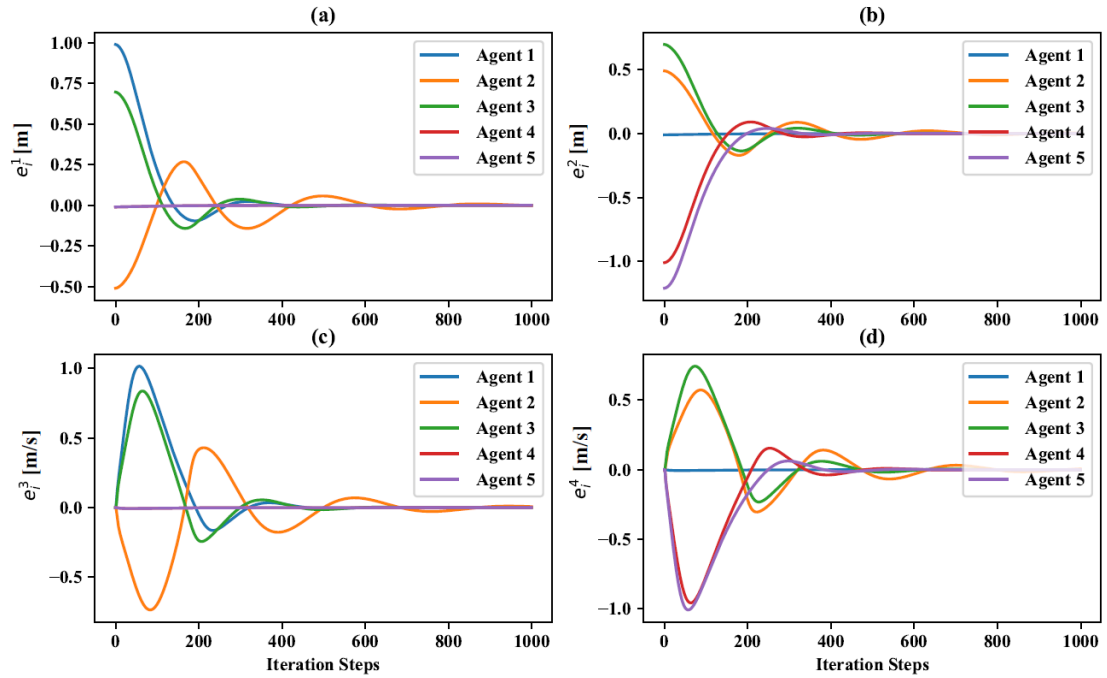 (a)
e_i^1 [m]
1.00
0.75
0.50
0.25
0.00
−0.25
−0.50
0 200 400 600 800 1000
Agent 1
Agent 2
Agent 3
Agent 4
Agent 5
(b)
e_i^2 [m]
0.5
0.0
−0.5
−1.0
0 200 400 600 800 1000
Agent 1
Agent 2
Agent 3
Agent 4
Agent 5
(c)
e_i^3 [m/s]
1.0
0.5
0.0
−0.5
0 200 400 600 800 1000
Iteration Steps
Agent 1
Agent 2
Agent 3
Agent 4
Agent 5
(d)
e_i^4 [m/s]
0.5
0.0
−0.5
−1.0
0 200 400 600 800 1000
Iteration Steps
Agent 1
Agent 2
Agent 3
Agent 4
Agent 5